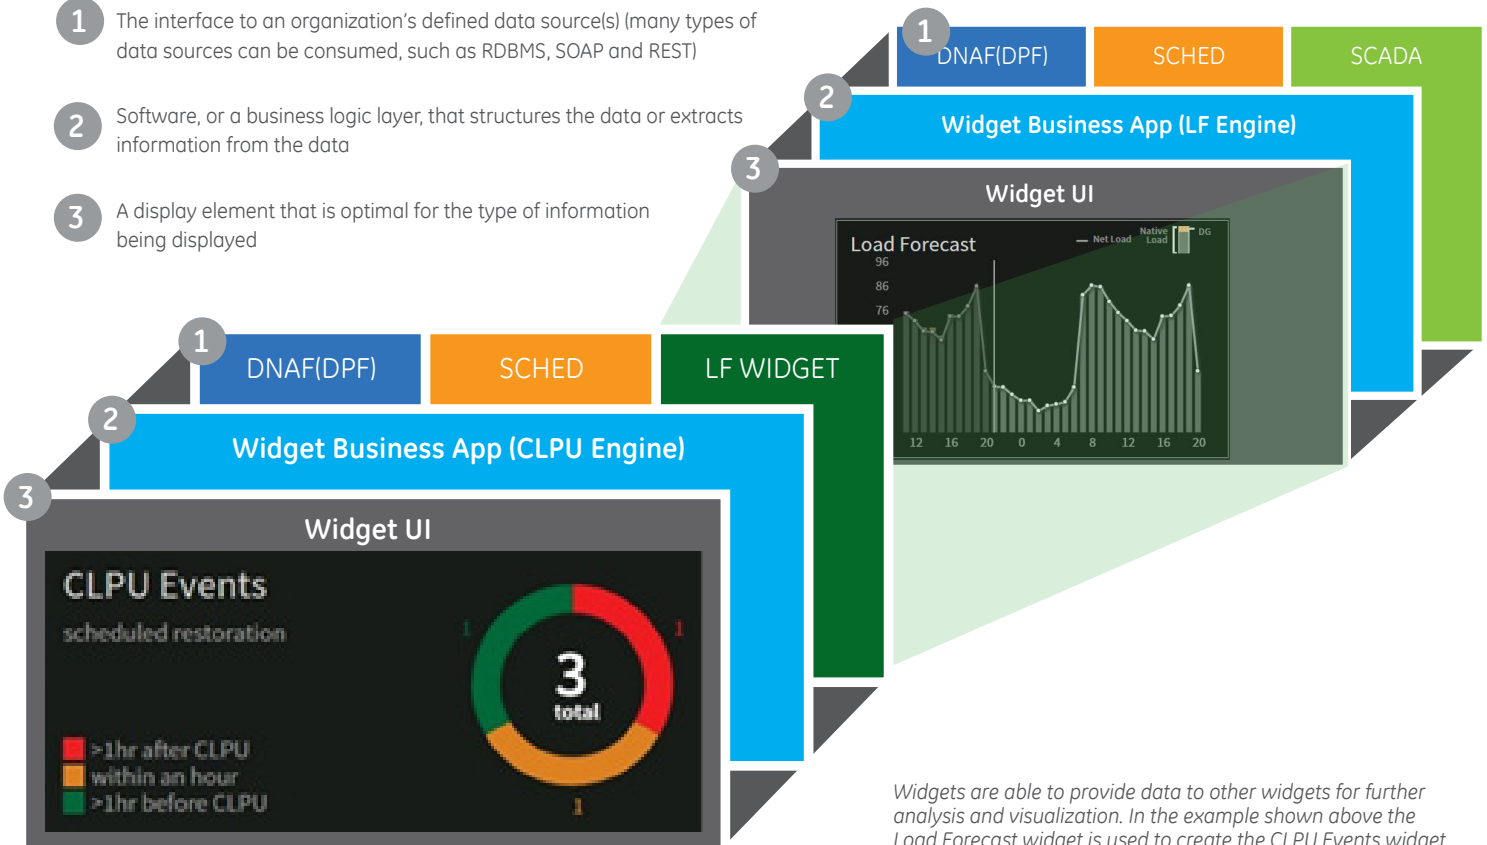 1
The interface to an organization's defined data source(s) (many types of
data sources can be consumed, such as RDBMS, SOAP and REST)
2
Software, or a business logic layer, that structures the data or extracts
information from the data
3
A display element that is optimal for the type of information
being displayed
1
DNAF(DPF)
SCHED
SCADA
2
Widget Business App (LF Engine)
3
Widget UI
Load Forecast
Net Load
Native
Load
DG
96
86
76
12 16 20 0 4 8 12 16 20
1
DNAF(DPF)
SCHED
LF WIDGET
2
Widget Business App (CLPU Engine)
3
Widget UI
CLPU Events
scheduled restoration
1
1
3
total
>1hr after CLPU
within an hour
>1hr before CLPU
1
Widgets are able to provide data to other widgets for further
analysis and visualization. In the example shown above the
Load Forecast widget is used to create the CLPU Events widget